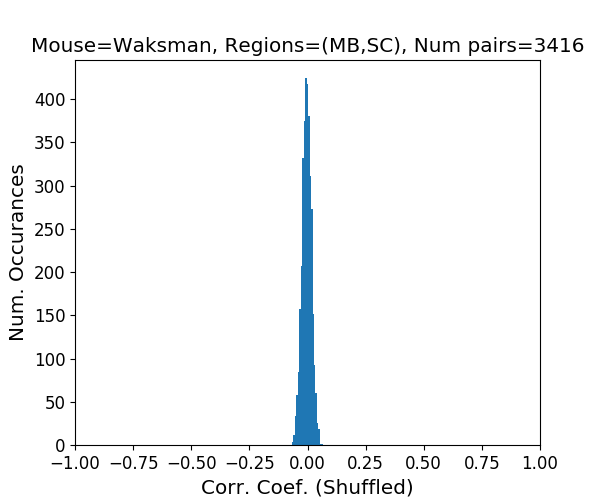 Mouse=Waksman, Regions=(MB,SC), Num pairs=3416
Num. Occurances
400
350
300
250
200
150
100
50
0
−1.00 −0.75 −0.50 −0.25 0.00 0.25 0.50 0.75 1.00
Corr. Coef. (Shuffled)